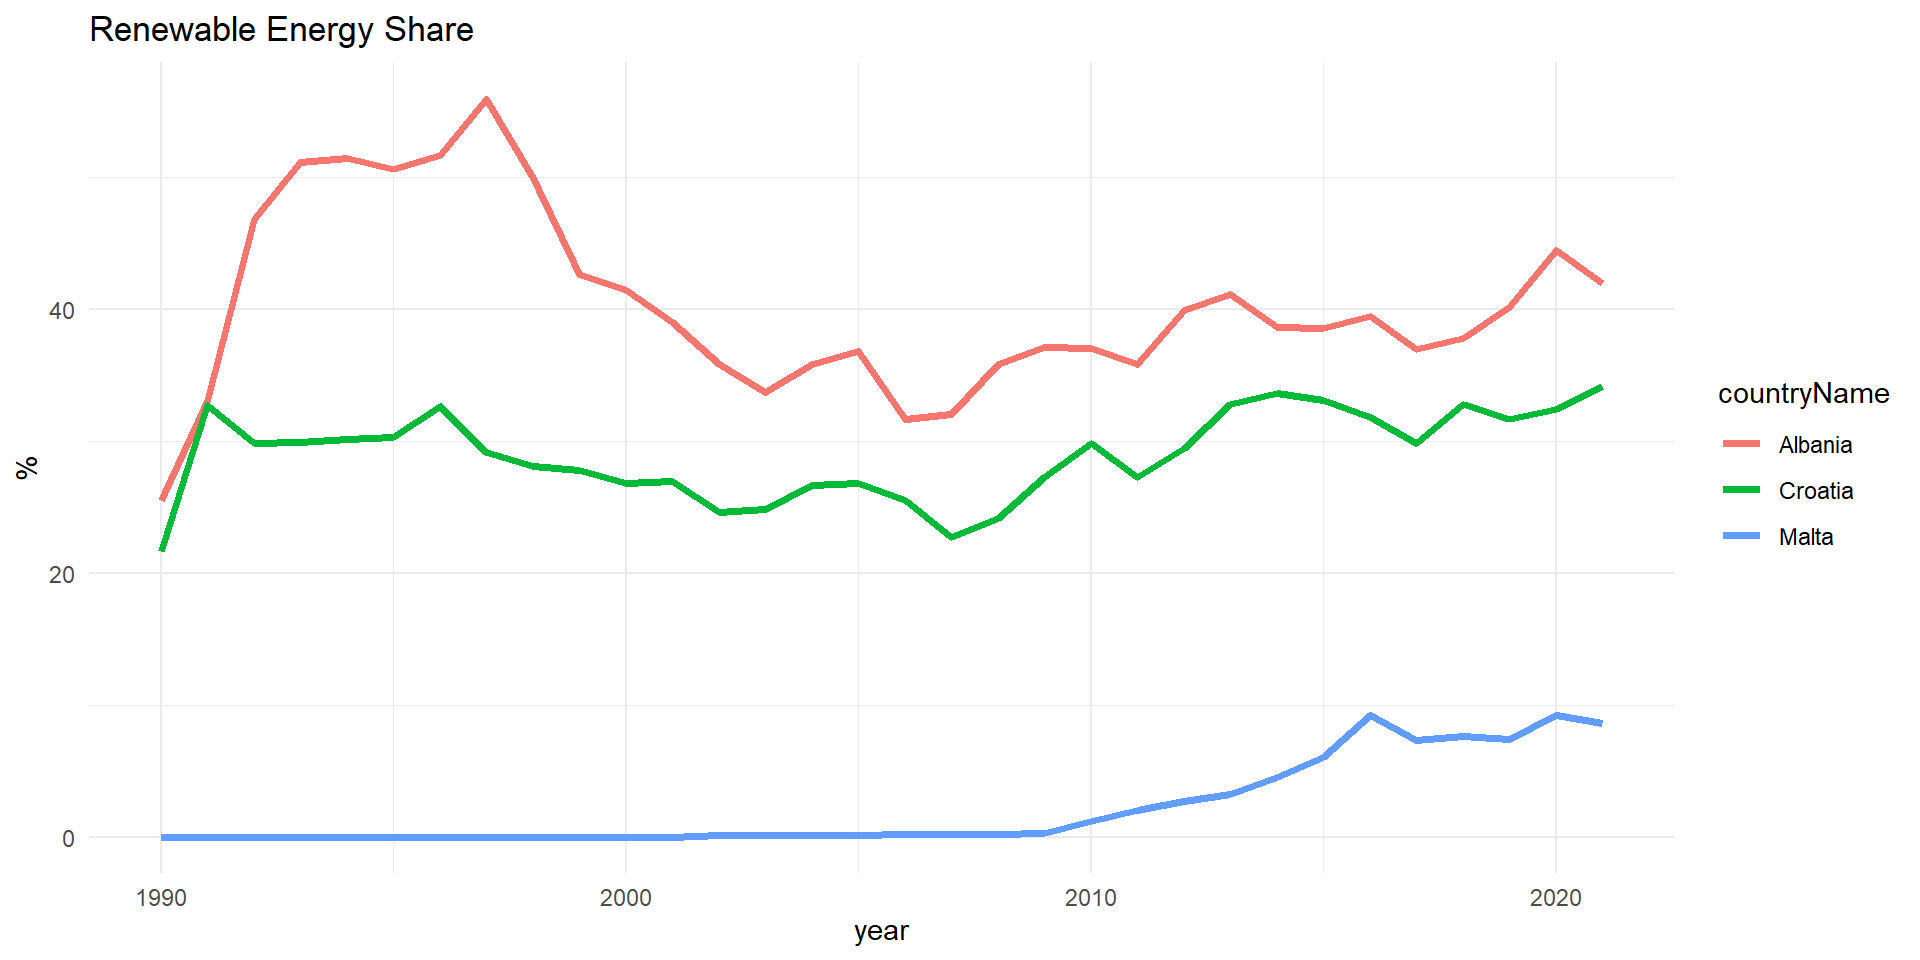 Renewable Energy Share
%
40
20
0
1990 2000 2010 2020
year
countryName
Albania
Croatia
Malta